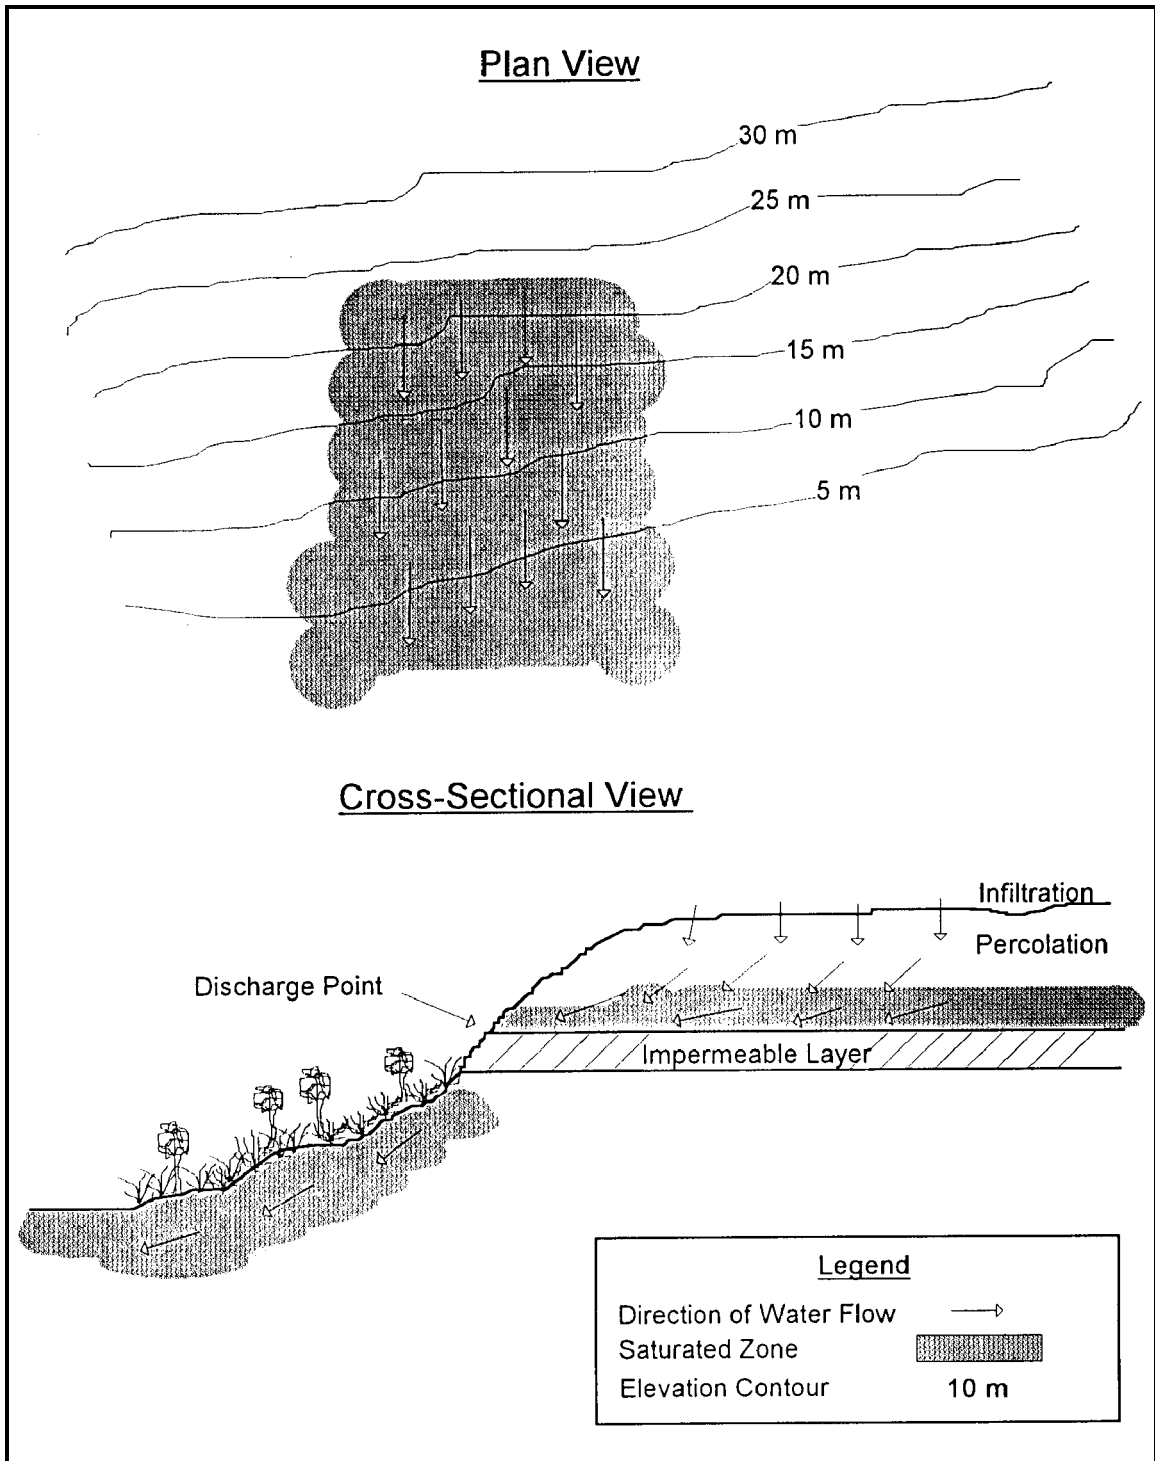 Plan View
30 m
25 m
20 m
15 m
10 m
5 m
Cross-Sectional View
Infiltration
Percolation
Discharge Point
Impermeable Layer
Legend
Direction of Water Flow
Saturated Zone
Elevation Contour 10 m